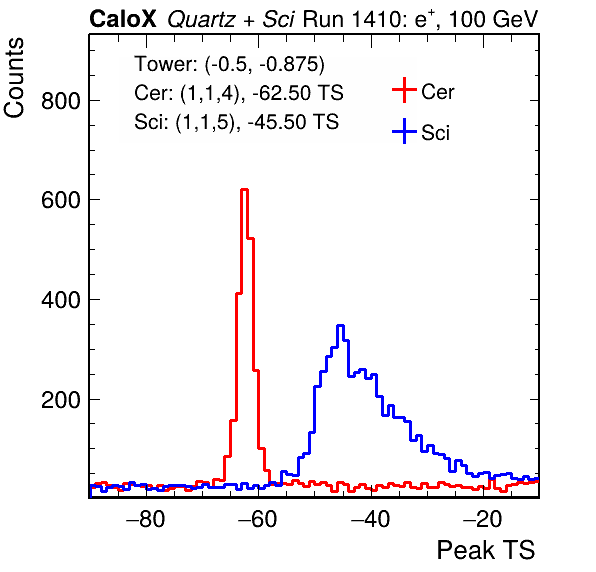 CaloX Quartz + Sci Run 1410: e+, 100 GeV
Counts
Tower: (-0.5, -0.875)
Cer: (1,1,4), -62.50 TS
Sci: (1,1,5), -45.50 TS
Cer
Sci
800
600
400
200
−80 −60 −40 −20
Peak TS